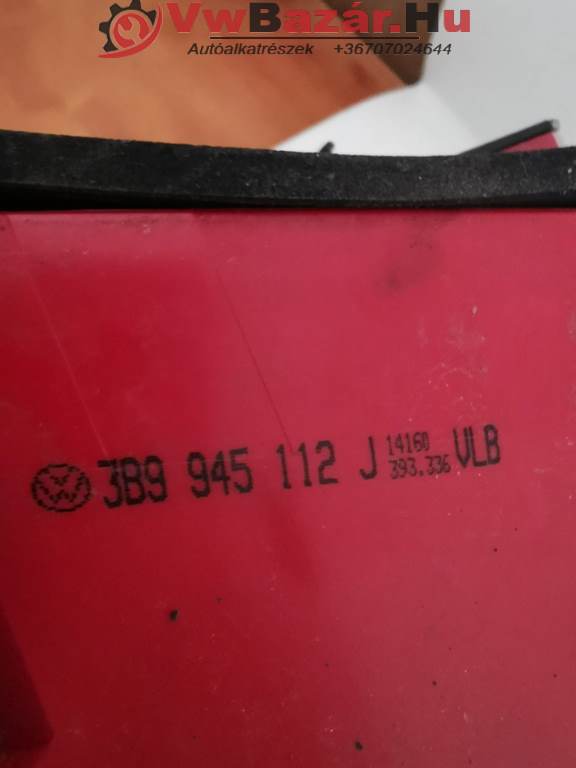 VwBazár.Hu
Autóalkatrészek +36707024644
3B9 945 112 J 14160 VLB
393.336